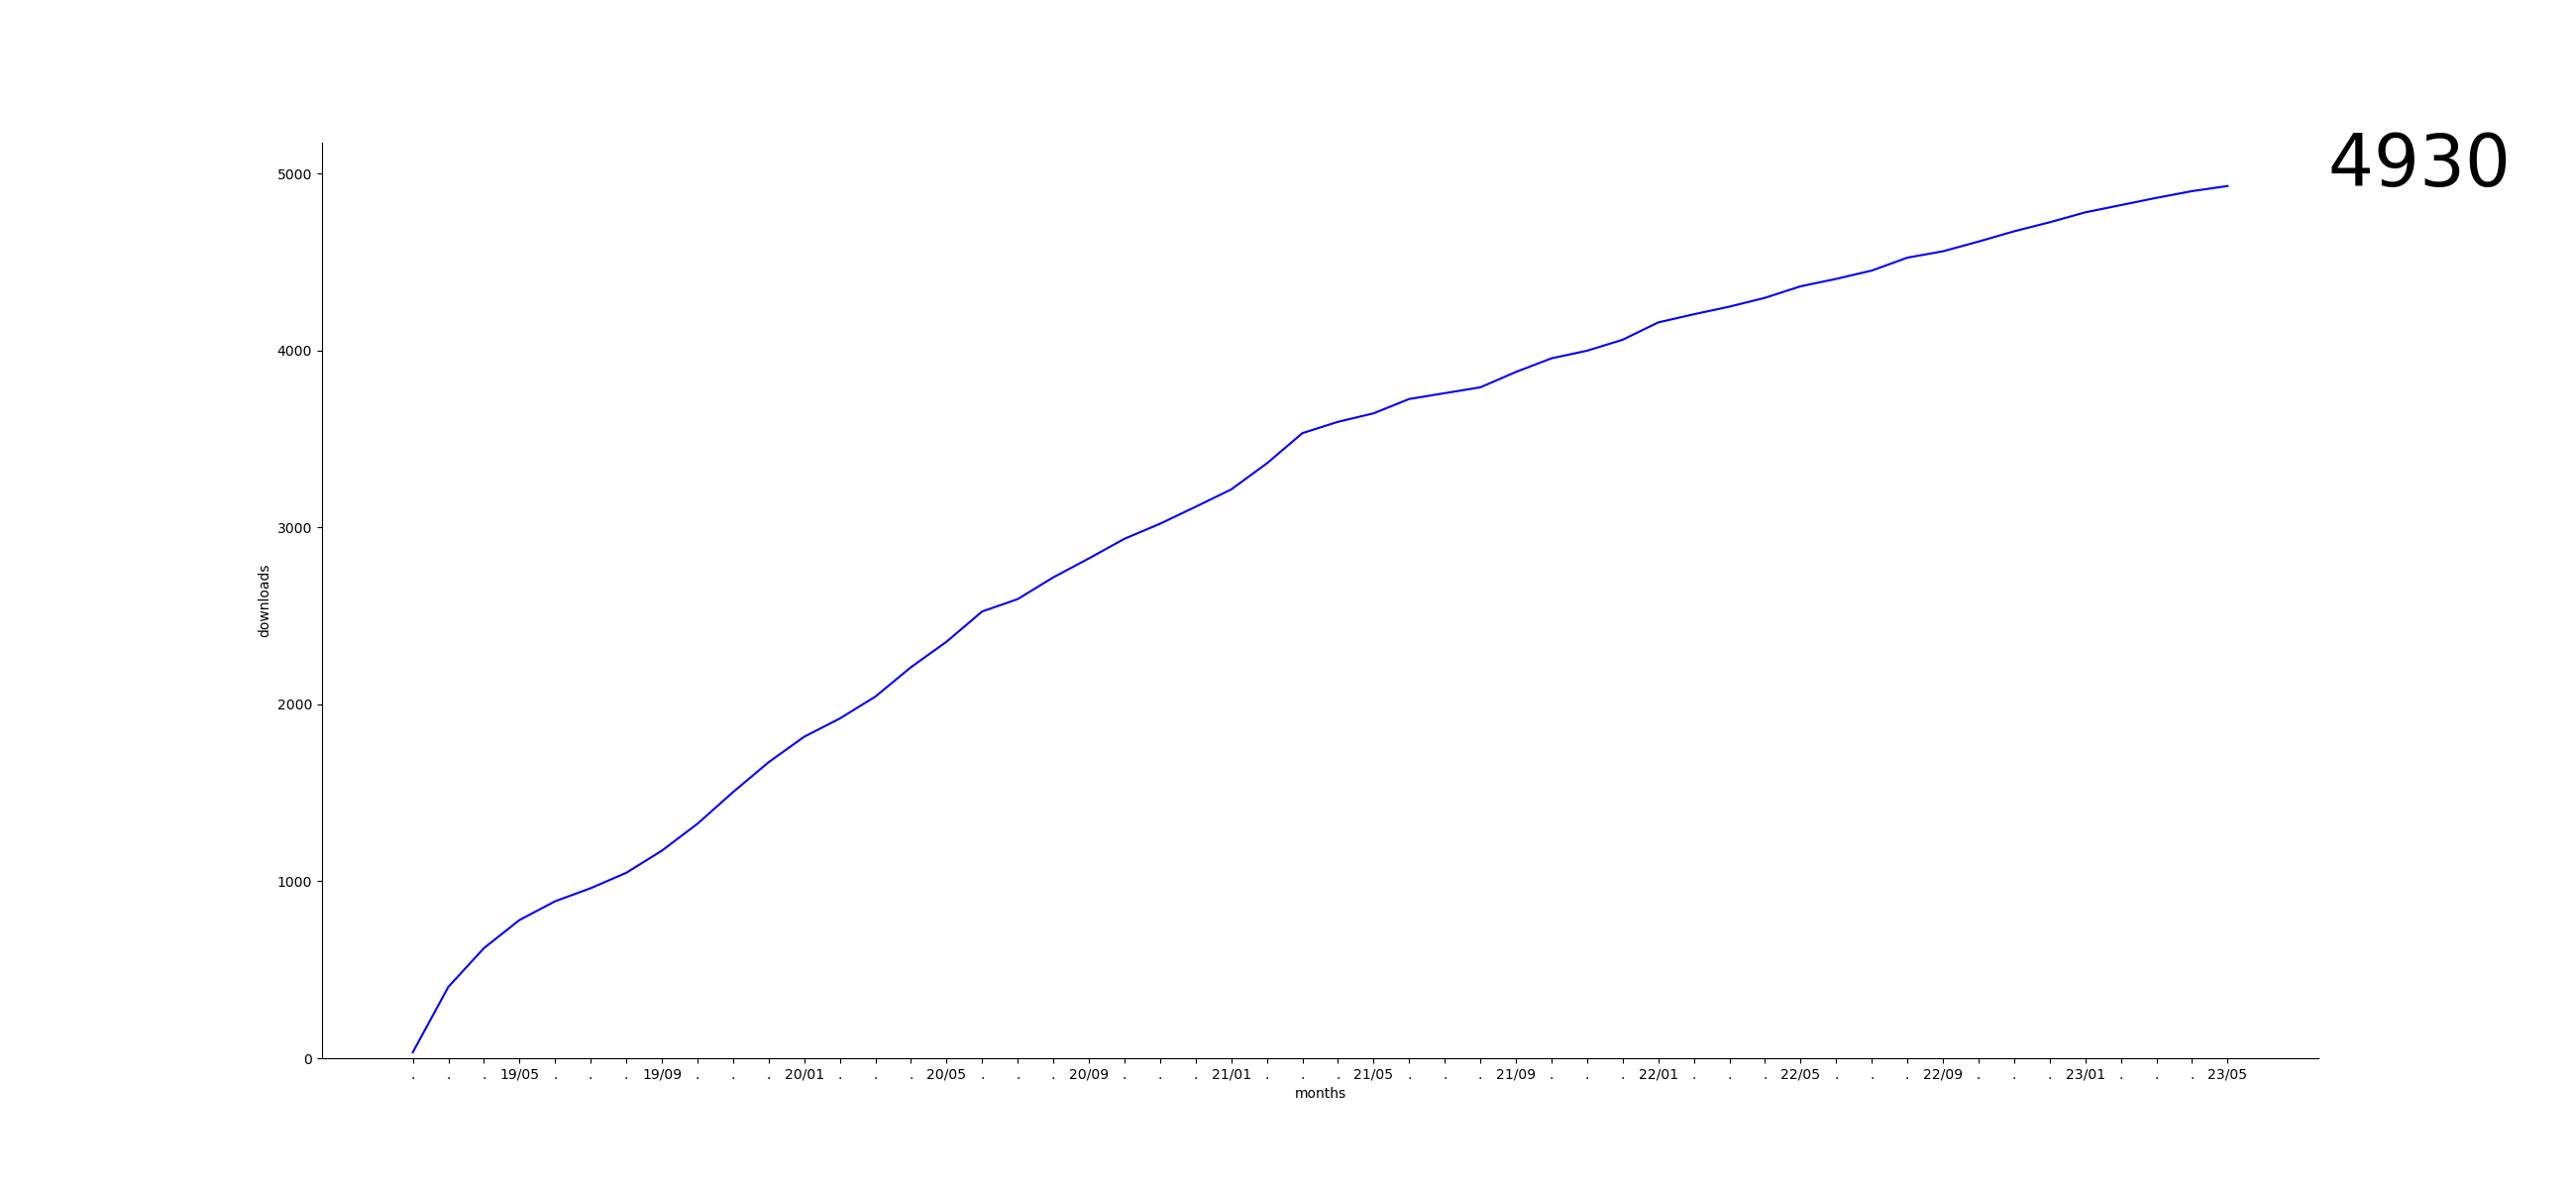 4930
5000
4000
3000
2000
1000
0
downloads
. . . 19/05 . . . 19/09 . . . 20/01 . . . 20/05 . . . 20/09 . . . 21/01 . . . 21/05 . . . 21/09 . . . 22/01 . . . 22/05 . . . 22/09 . . . 23/01 . . . 23/05
months